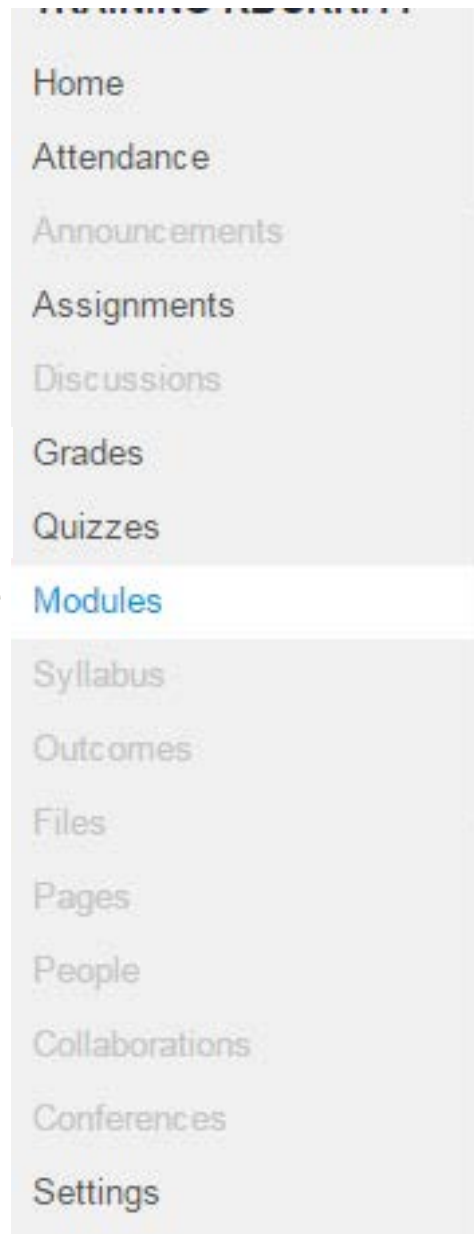 Home
Attendance
Announcements
Assignments
Discussions
Grades
Quizzes
Modules
Syllabus
Outcomes
Files
Pages
People
Collaborations
Conferences
Settings